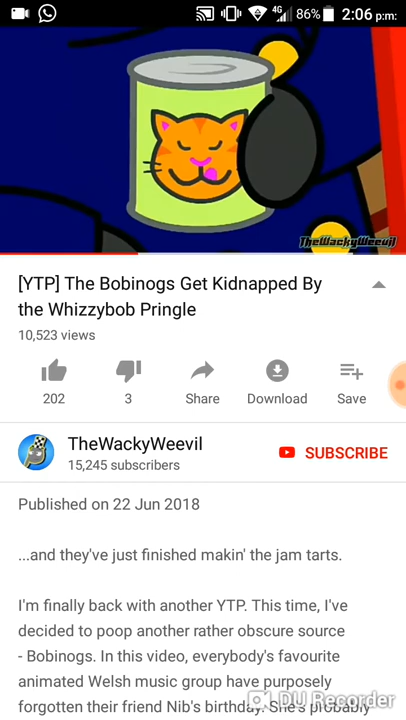 4G 86% 2:06 p.m.
TheWackyWeevil
[YTP] The Bobinogs Get Kidnapped By
the Whizzybob Pringle
10,523 views
202 3 Share Download Save
TheWackyWeevil
15,245 subscribers
SUBSCRIBE
Published on 22 Jun 2018
...and they've just finished makin' the jam tarts.
I'm finally back with another YTP. This time, I've
decided to poop another rather obscure source
- Bobinogs. In this video, everybody's favourite
animated Welsh music group have purposely
forgotten their friend Nib's birthday. She's probably
DU Recorder